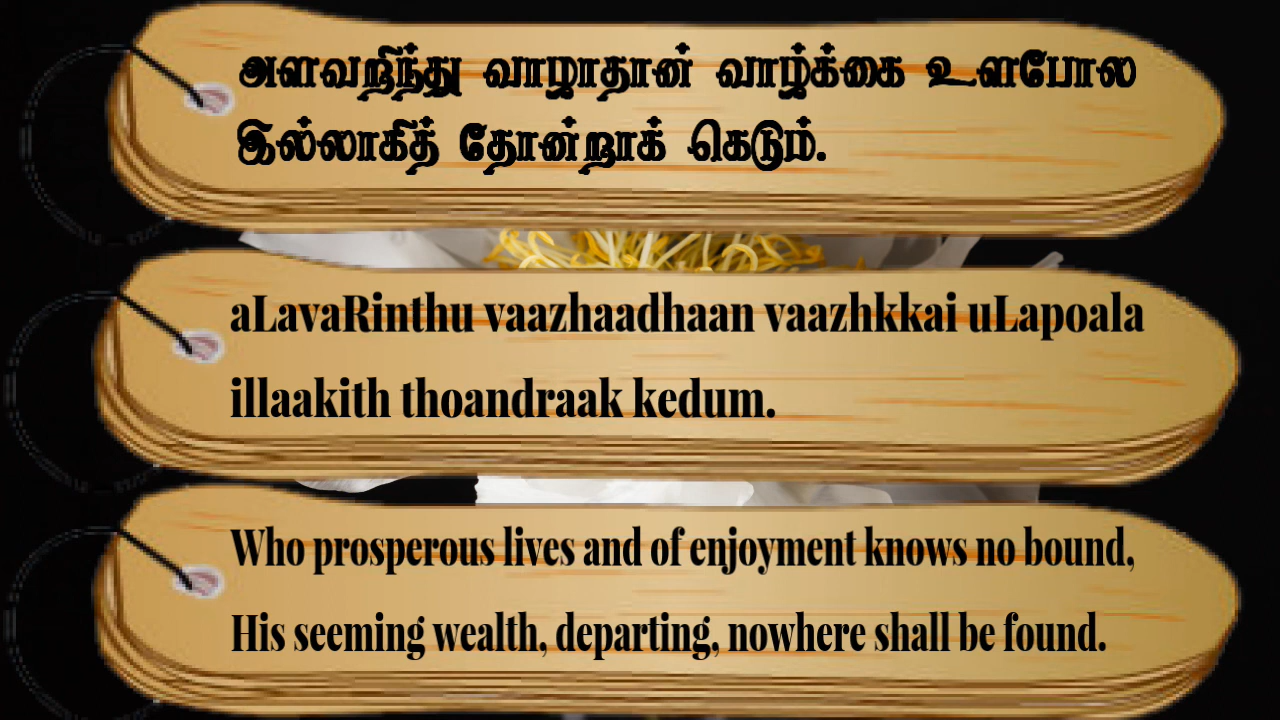 அளவறிந்து வாழாதான் வாழ்க்கை உளபோல
இல்லாகித் தோன்றாக் கெடும்.
aLavaRinthu vaazhaadhaan vaazhkkai uLapoala
illaakith thoandraak kedum.
Who prosperous lives and of enjoyment knows no bound,
His seeming wealth, departing, nowhere shall be found.